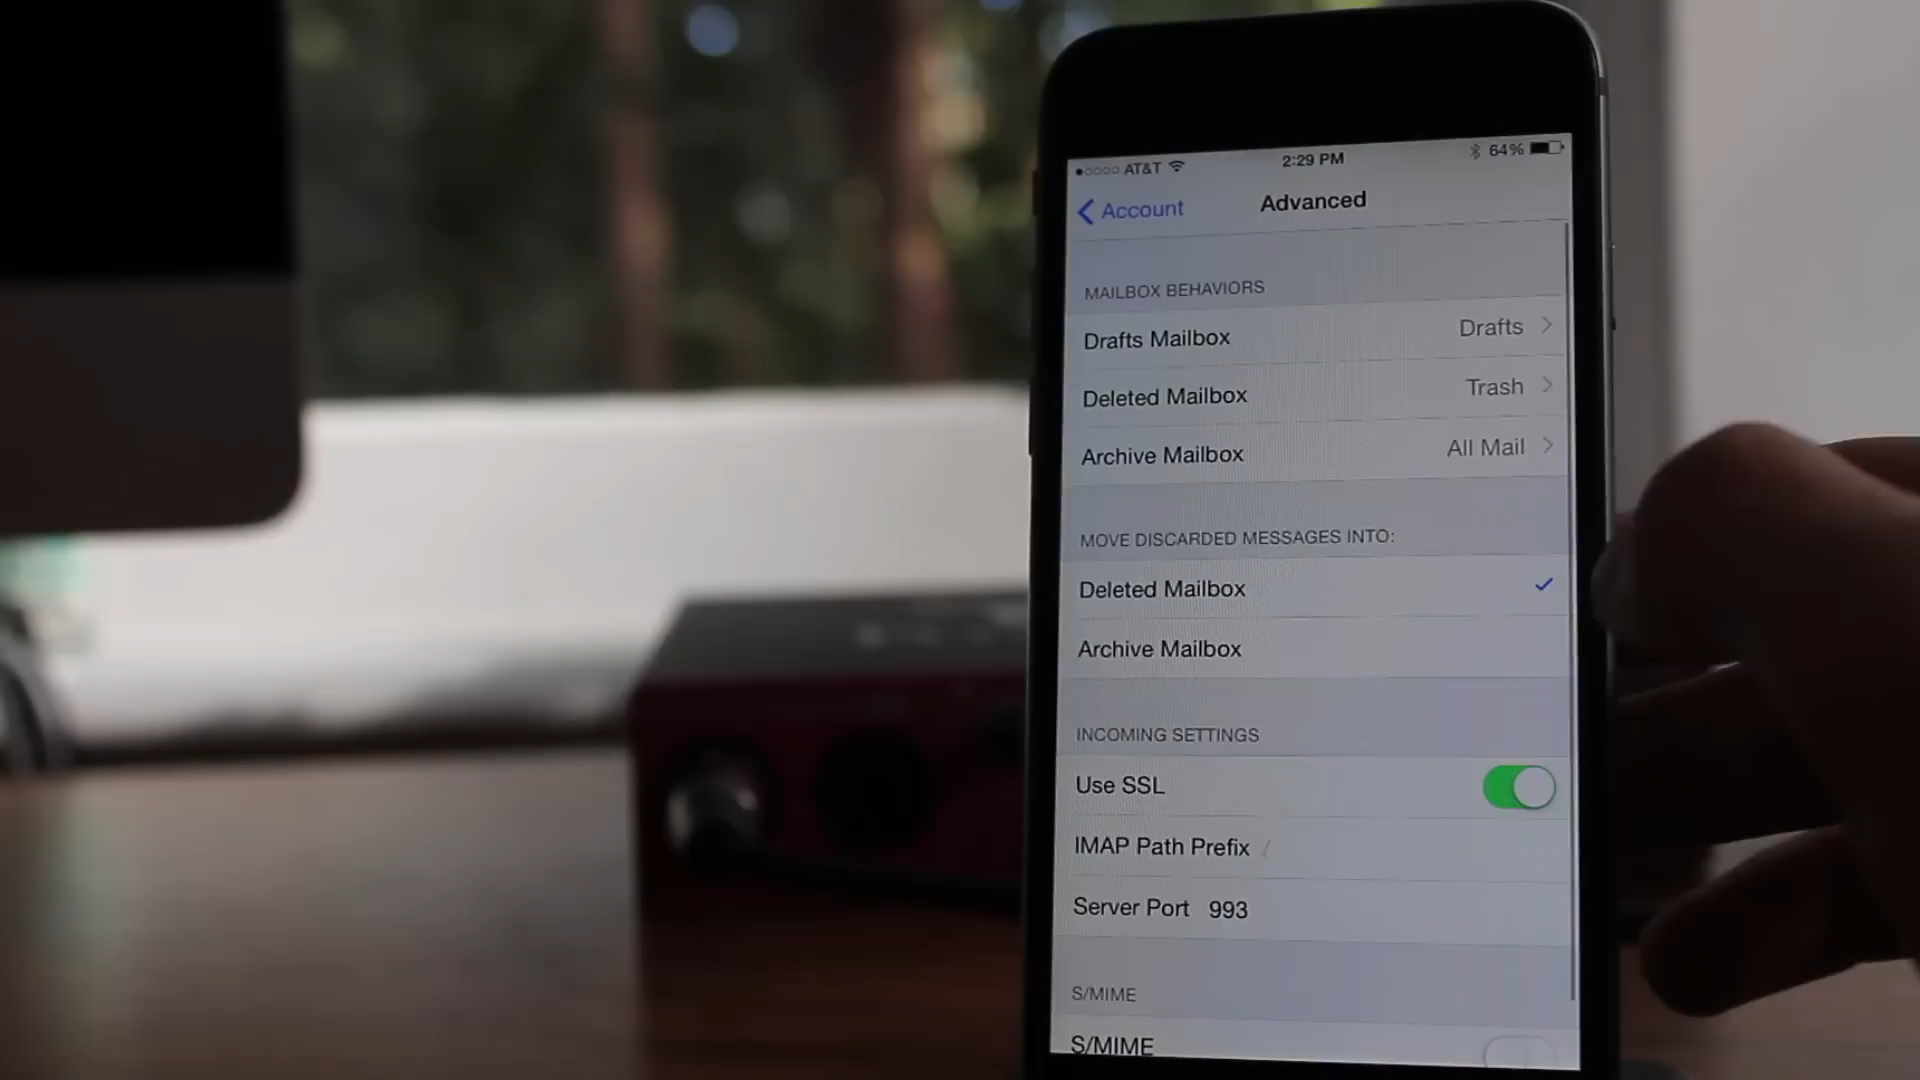 AT&T 2:29 PM 64%
Account Advanced
MAILBOX BEHAVIORS
Drafts Mailbox Drafts
Deleted Mailbox Trash
Archive Mailbox All Mail
MOVE DISCARDED MESSAGES INTO:
Deleted Mailbox
Archive Mailbox
INCOMING SETTINGS
Use SSL
IMAP Path Prefix /
Server Port 993
S/MIME
S/MIME